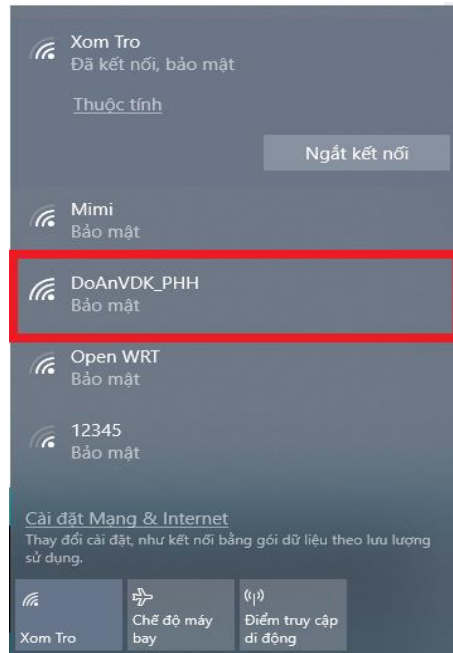 Xom Tro
Đã kết nối, bảo mật
Thuộc tính
Ngắt kết nối
Mimi
Bảo mật
DoAnVDK_PHH
Bảo mật
Open WRT
Bảo mật
12345
Bảo mật
Cài đặt Mạng & Internet
Thay đổi cài đặt, như kết nối bằng gói dữ liệu theo lưu lượng
sử dụng.
Xom Tro
Chế độ máy
bay
Điểm truy cập
di động